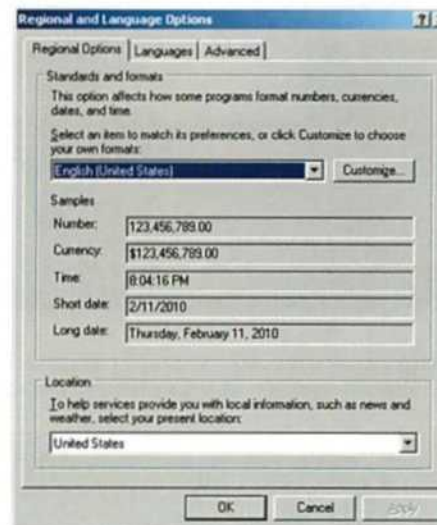 Regional and Language Options
Regional Options Languages Advanced
Standards and formats
This option affects how some programs format numbers, currencies,
dates, and time.
Select an item to match its preferences, or click Customize to choose
your own formats:
English (United States) Customize...
Samples
Number: 123,456,789.00
Currency: $123,456,789.00
Time: 8:04:16 PM
Short date: 2/11/2010
Long date: Thursday, February 11, 2010
Location
To help services provide you with local information, such as news and
weather, select your present location:
United States
OK Cancel Apply